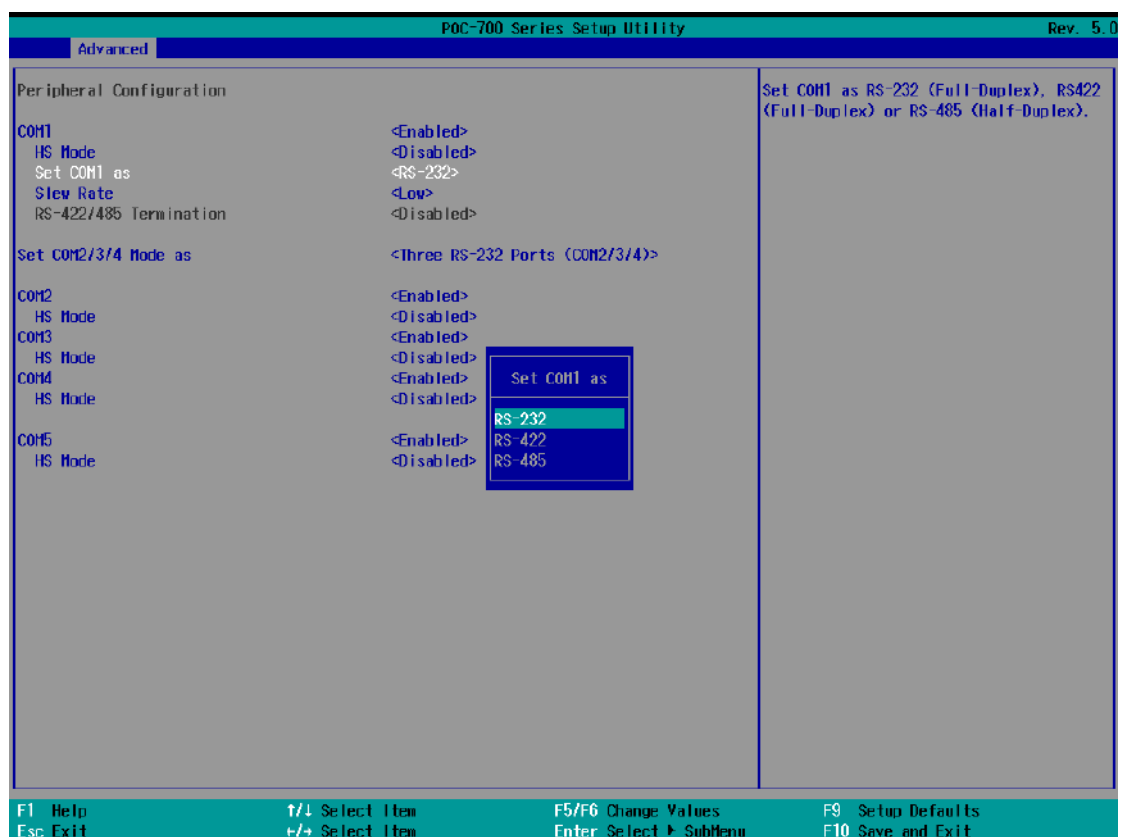 POC-700 Series Setup Utility Rev. 5.0
Advanced
Peripheral Configuration
COM1 <Enabled>
HS Mode <Disabled>
Set COM1 as <RS-232>
Slew Rate <Low>
RS-422/485 Termination <Disabled>
Set COM2/3/4 Mode as <Three RS-232 Ports (COM2/3/4)>
COM2 <Enabled>
HS Mode <Disabled>
COM3 <Enabled>
HS Mode <Disabled>
COM4 <Enabled>
HS Mode <Disabled>
COM5 <Enabled>
HS Mode <Disabled>
Set COM1 as
RS-232
RS-422
RS-485
Set COM1 as RS-232 (Full-Duplex), RS422
(Full-Duplex) or RS-485 (Half-Duplex).
F1 Help ↑/↓ Select Item F5/F6 Change Values F9 Setup Defaults
Esc Exit ←/→ Select Item Enter Select ▶ SubMenu F10 Save and Exit